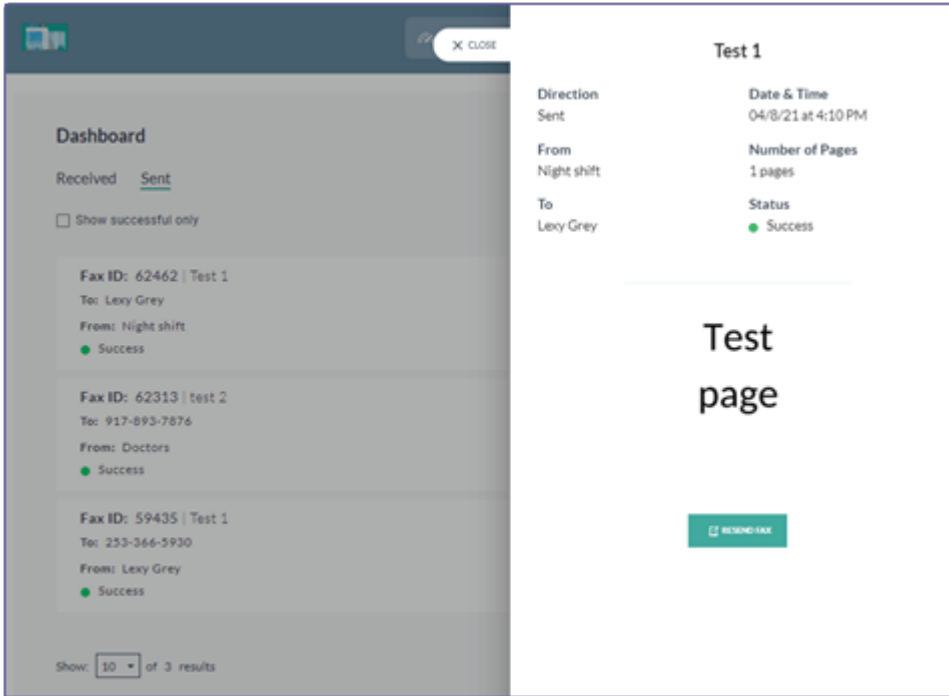 CLOSE
Dashboard
Received Sent
Show successful only
Fax ID: 62462 | Test 1
To: Lexy Grey
From: Night shift
Success
Fax ID: 62313 | test 2
To: 917-893-7876
From: Doctors
Success
Fax ID: 59435 | Test 1
To: 253-366-5930
From: Lexy Grey
Success
Show: 10 of 3 results
Test 1
Direction
Sent
Date & Time
04/8/21 at 4:10 PM
From
Night shift
Number of Pages
1 pages
To
Lexy Grey
Status
Success
Test
page
RESEND FAX